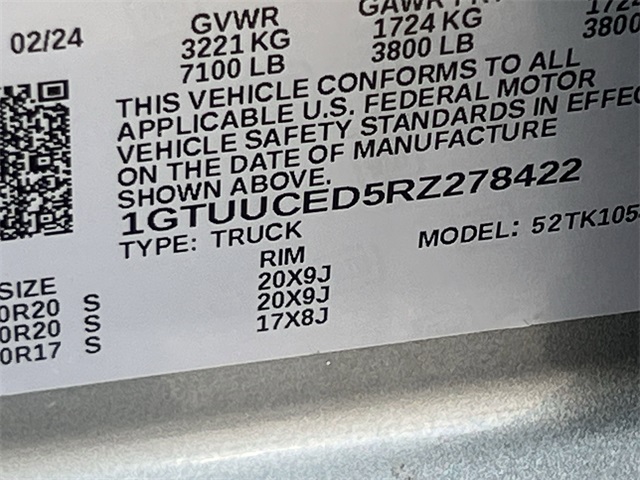 02/24
GVWR
3221 KG
7100 LB
GAWR
1724 KG
3800 LB
3800
THIS VEHICLE CONFORMS TO ALL
APPLICABLE U.S. FEDERAL MOTOR
VEHICLE SAFETY STANDARDS IN EFFEC
ON THE DATE OF MANUFACTURE
SHOWN ABOVE.
1GTUUCED5RZ278422
TYPE: TRUCK
MODEL: 52TK105
SIZE RIM
0R20 S 20X9J
0R20 S 20X9J
0R17 S 17X8J